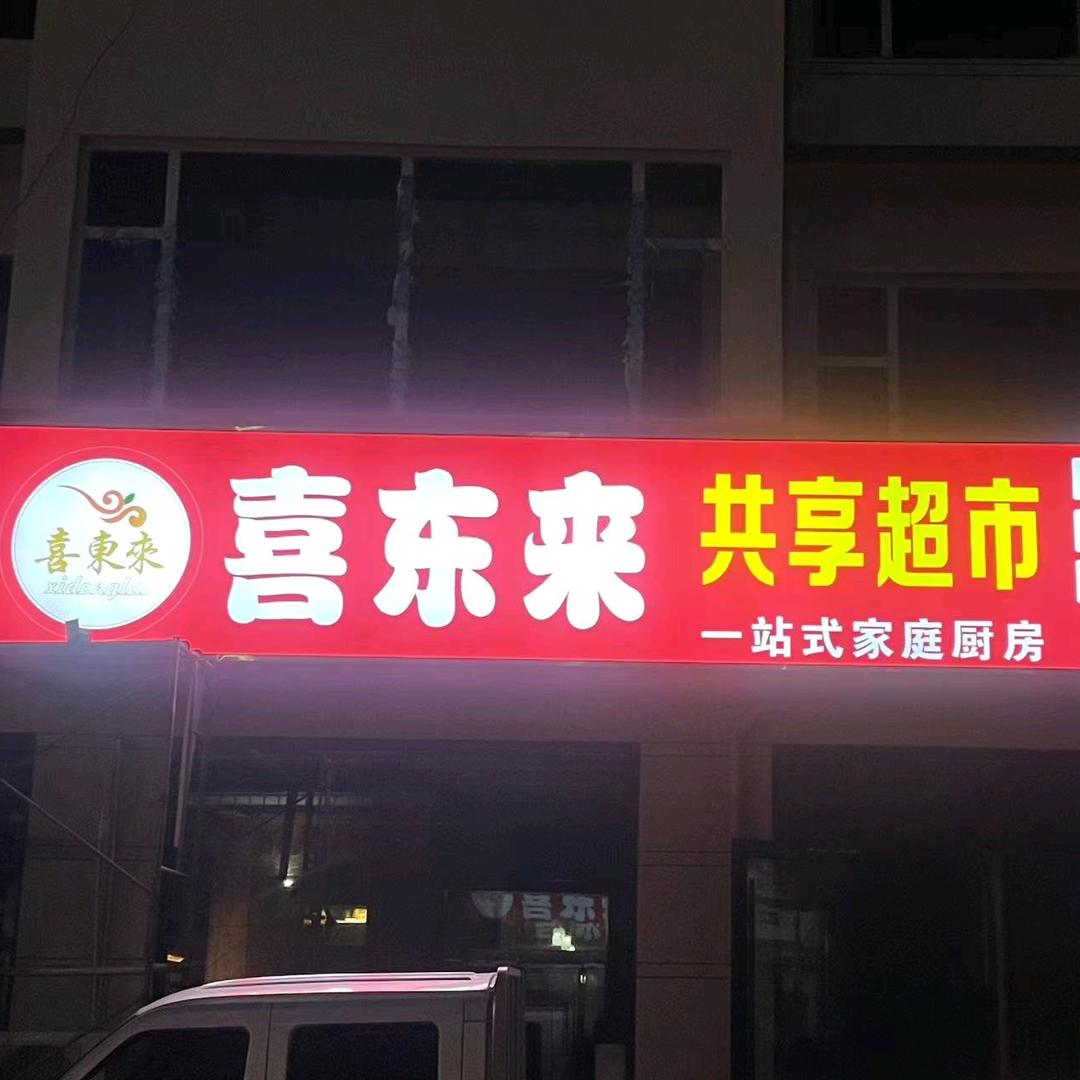 喜東來
xidonglai
喜东来
共享超市
一站式家庭厨房